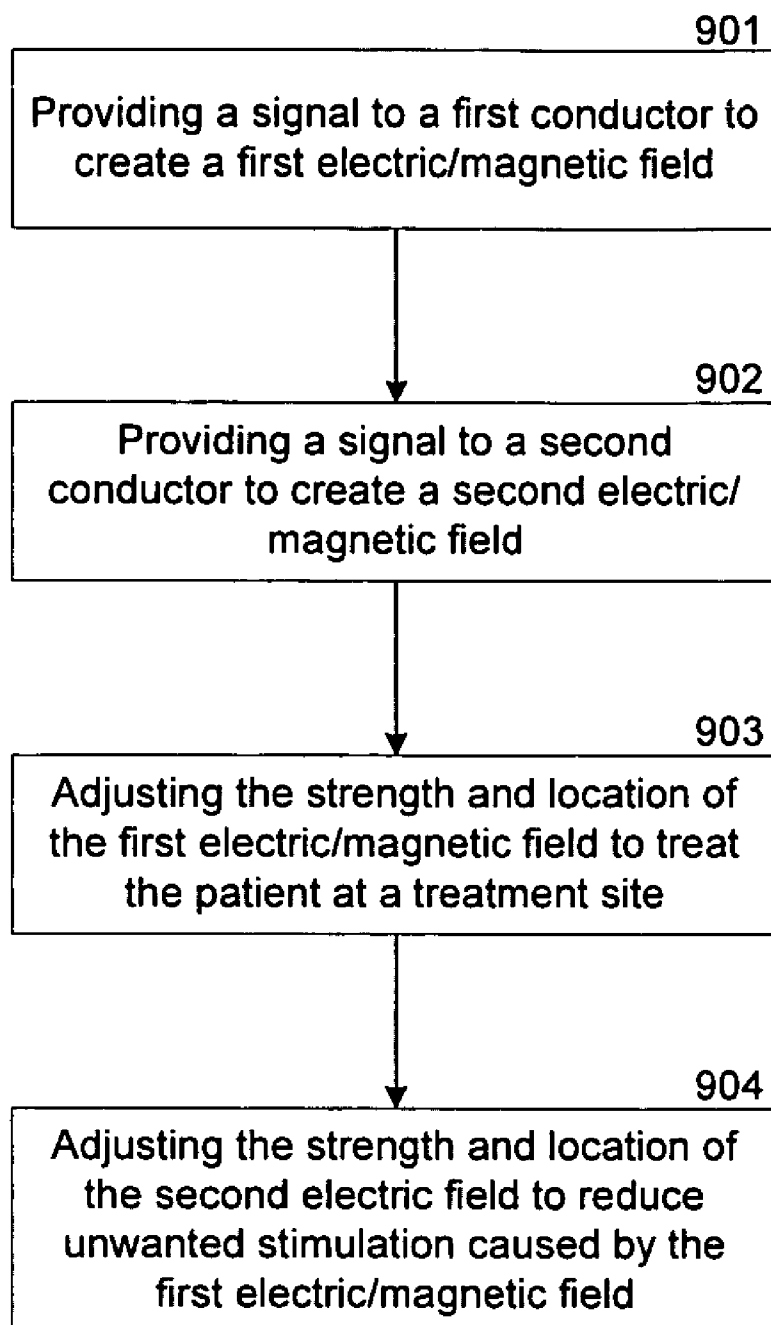 901
Providing a signal to a first conductor to
create a first electric/magnetic field
902
Providing a signal to a second
conductor to create a second electric/
magnetic field
903
Adjusting the strength and location of
the first electric/magnetic field to treat
the patient at a treatment site
904
Adjusting the strength and location of
the second electric field to reduce
unwanted stimulation caused by the
first electric/magnetic field